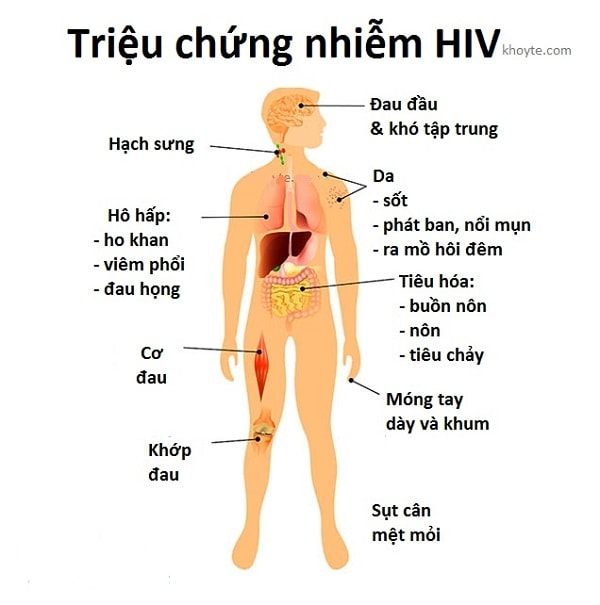 Triệu chứng nhiễm HIV
khoyte.com
Đau đầu
& khó tập trung
Hạch sưng
Da
- sốt
- phát ban, nổi mụn
- ra mồ hôi đêm
Hô hấp:
- ho khan
- viêm phổi
- đau họng
Tiêu hóa:
- buồn nôn
- nôn
- tiêu chảy
Cơ
đau
Móng tay
dày và khum
Khớp
đau
Sụt cân
mệt mỏi